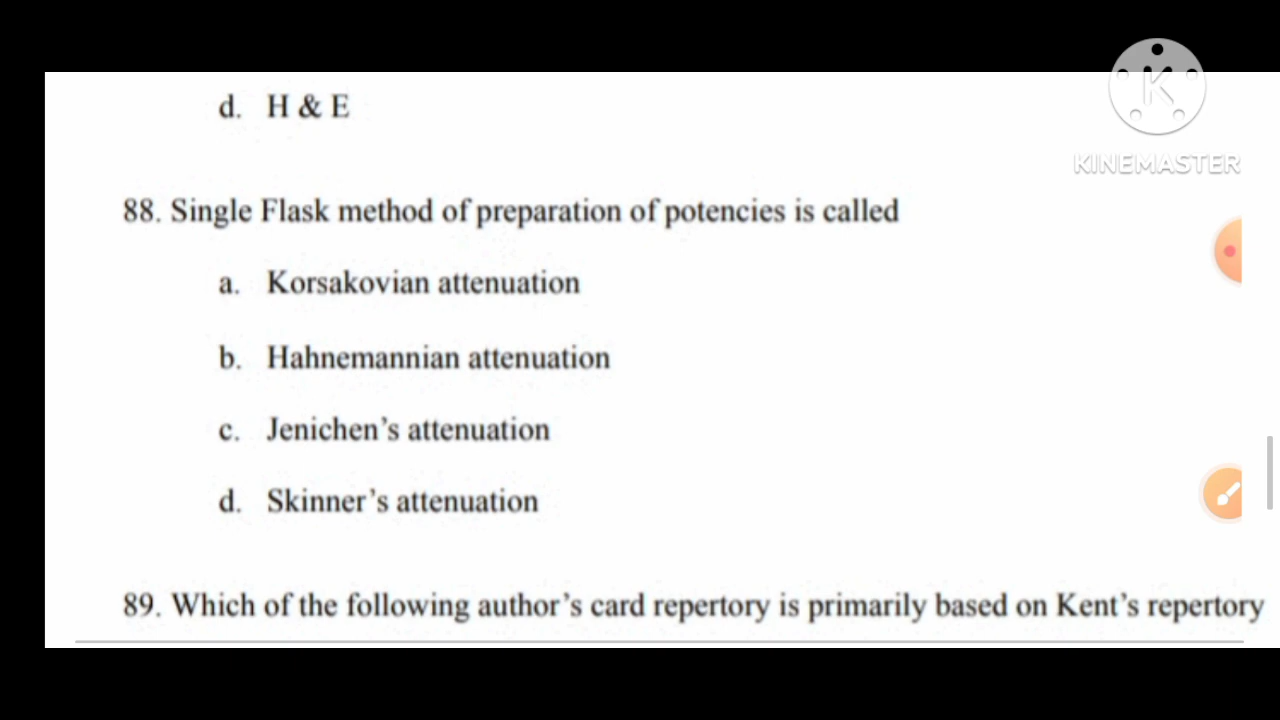 d. H & E
K
KINEMASTER
88. Single Flask method of preparation of potencies is called
a. Korsakovian attenuation
b. Hahnemannian attenuation
c. Jenichen's attenuation
d. Skinner's attenuation
89. Which of the following author's card repertory is primarily based on Kent's repertory